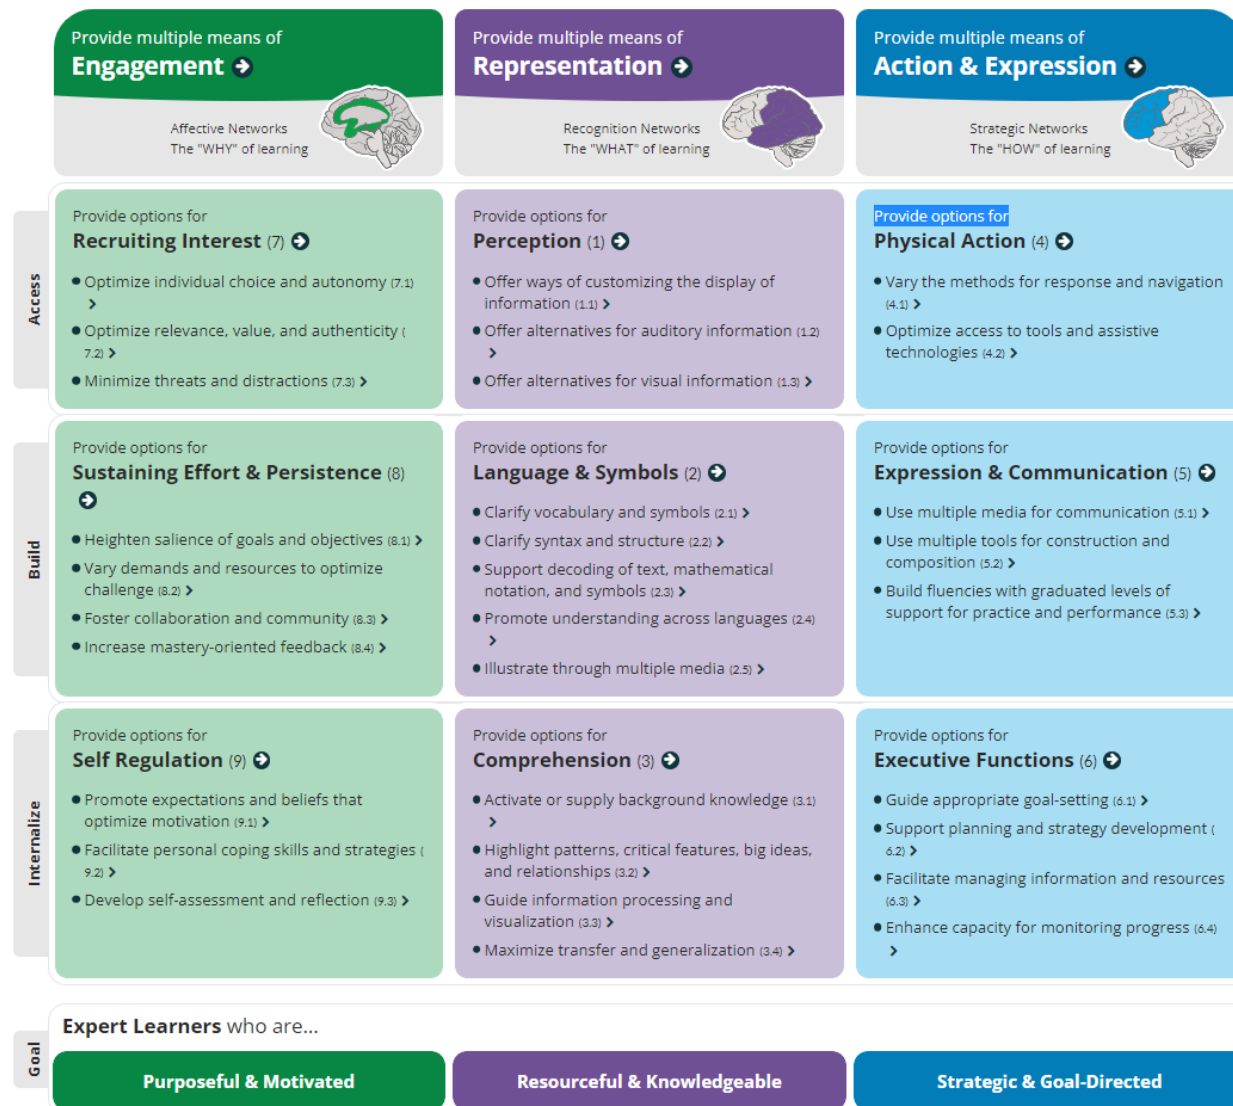 Provide multiple means of
Engagement
Affective Networks
The "WHY" of learning
Provide multiple means of
Representation
Recognition Networks
The "WHAT" of learning
Provide multiple means of
Action & Expression
Strategic Networks
The "HOW" of learning
Access
Provide options for
Recruiting Interest (7)
Optimize individual choice and autonomy (7.1)
Optimize relevance, value, and authenticity (
7.2)
Minimize threats and distractions (7.3)
Provide options for
Perception (1)
Offer ways of customizing the display of
information (1.1)
Offer alternatives for auditory information (1.2)
Offer alternatives for visual information (1.3)
Provide options for
Physical Action (4)
Vary the methods for response and navigation
(4.1)
Optimize access to tools and assistive
technologies (4.2)
Build
Provide options for
Sustaining Effort & Persistence (8)
Heighten salience of goals and objectives (8.1)
Vary demands and resources to optimize
challenge (8.2)
Foster collaboration and community (8.3)
Increase mastery-oriented feedback (8.4)
Provide options for
Language & Symbols (2)
Clarify vocabulary and symbols (2.1)
Clarify syntax and structure (2.2)
Support decoding of text, mathematical
notation, and symbols (2.3)
Promote understanding across languages (2.4)
Illustrate through multiple media (2.5)
Provide options for
Expression & Communication (5)
Use multiple media for communication (5.1)
Use multiple tools for construction and
composition (5.2)
Build fluencies with graduated levels of
support for practice and performance (5.3)
Internalize
Provide options for
Self Regulation (9)
Promote expectations and beliefs that
optimize motivation (9.1)
Facilitate personal coping skills and strategies (
9.2)
Develop self-assessment and reflection (9.3)
Provide options for
Comprehension (3)
Activate or supply background knowledge (3.1)
Highlight patterns, critical features, big ideas,
and relationships (3.2)
Guide information processing and
visualization (3.3)
Maximize transfer and generalization (3.4)
Provide options for
Executive Functions (6)
Guide appropriate goal-setting (6.1)
Support planning and strategy development (
6.2)
Facilitate managing information and resources
(6.3)
Enhance capacity for monitoring progress (6.4)
Goal
Expert Learners who are...
Purposeful & Motivated
Resourceful & Knowledgeable
Strategic & Goal-Directed